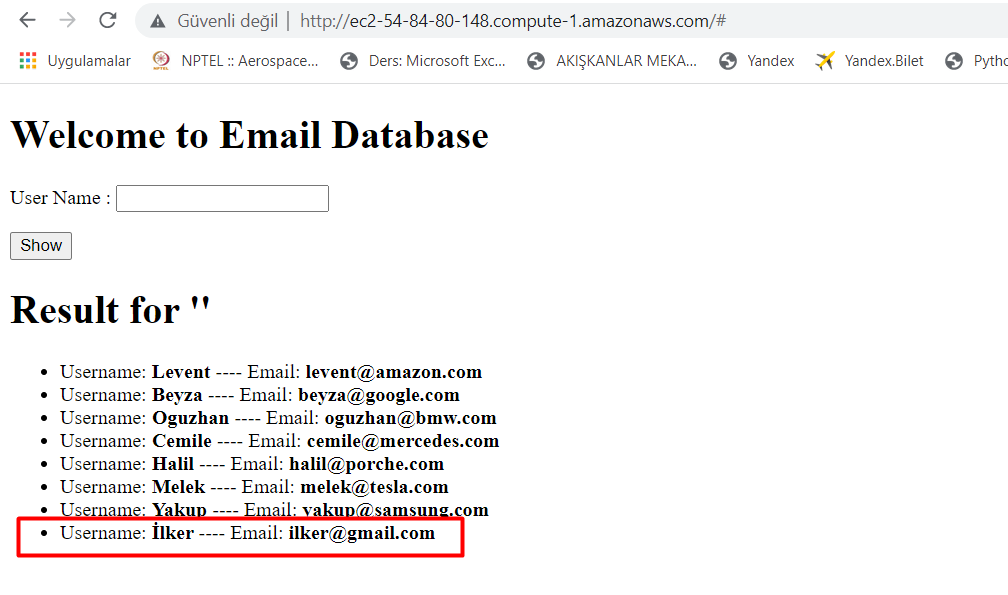 Güvenli değil | http://ec2-54-84-80-148.compute-1.amazonaws.com/#
Uygulamalar NPTEL :: Aerospace... Ders: Microsoft Exc... AKIŞKANLAR MEKA... Yandex Yandex.Bilet Pytho
Welcome to Email Database
User Name :
Show
Result for ''
• Username: Levent ---- Email: levent@amazon.com
• Username: Beyza ---- Email: beyza@google.com
• Username: Oguzhan ---- Email: oguzhan@bmw.com
• Username: Cemile ---- Email: cemile@mercedes.com
• Username: Halil ---- Email: halil@porche.com
• Username: Melek ---- Email: melek@tesla.com
• Username: Yakup ---- Email: yakup@samsung.com
• Username: İlker ---- Email: ilker@gmail.com